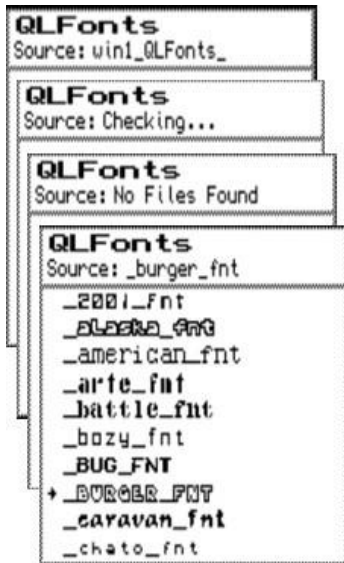 QLFonts
Source: win1_QLFonts_
QLFonts
Source: Checking...
QLFonts
Source: No Files Found
QLFonts
Source: _burger_fnt
_2001_fnt
_alaska_fnt
_american_fnt
_arte_fnt
_battle_fnt
_bozy_fnt
_BUG_FNT
_BURGER_FNT
_caravan_fnt
_chato_fnt